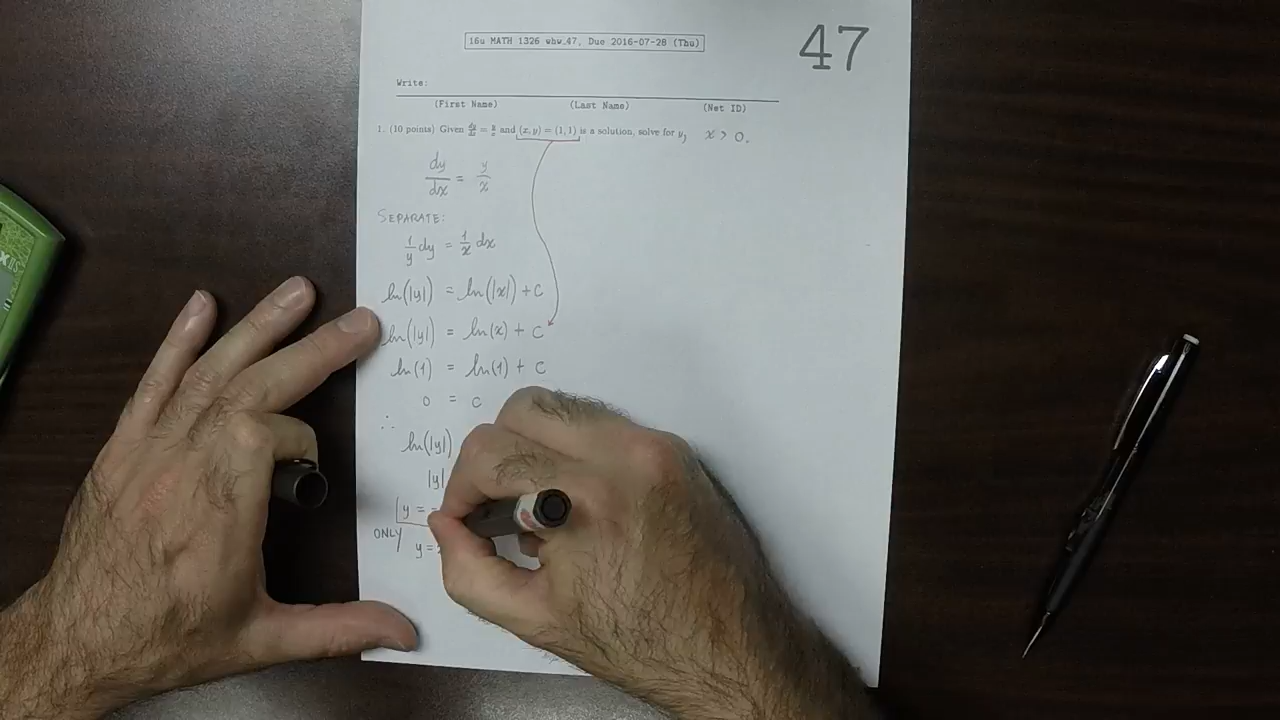 47
16u MATH 1326 whw_47, Due 2016-07-28 (Thu)
Write:
(First Name) (Last Name) (Net ID)
1. (10 points) Given dy/dx = y/x and (x, y) = (1, 1) is a solution, solve for y, x > 0.
dy/dx = y/x
SEPARATE:
1/y dy = 1/x dx
ln(|y|) = ln(|x|) + C
ln(|y|) = ln(x) + C
ln(1) = ln(1) + C
0 = C
∴
ln(|y|)
|y|
y =
ONLY y =